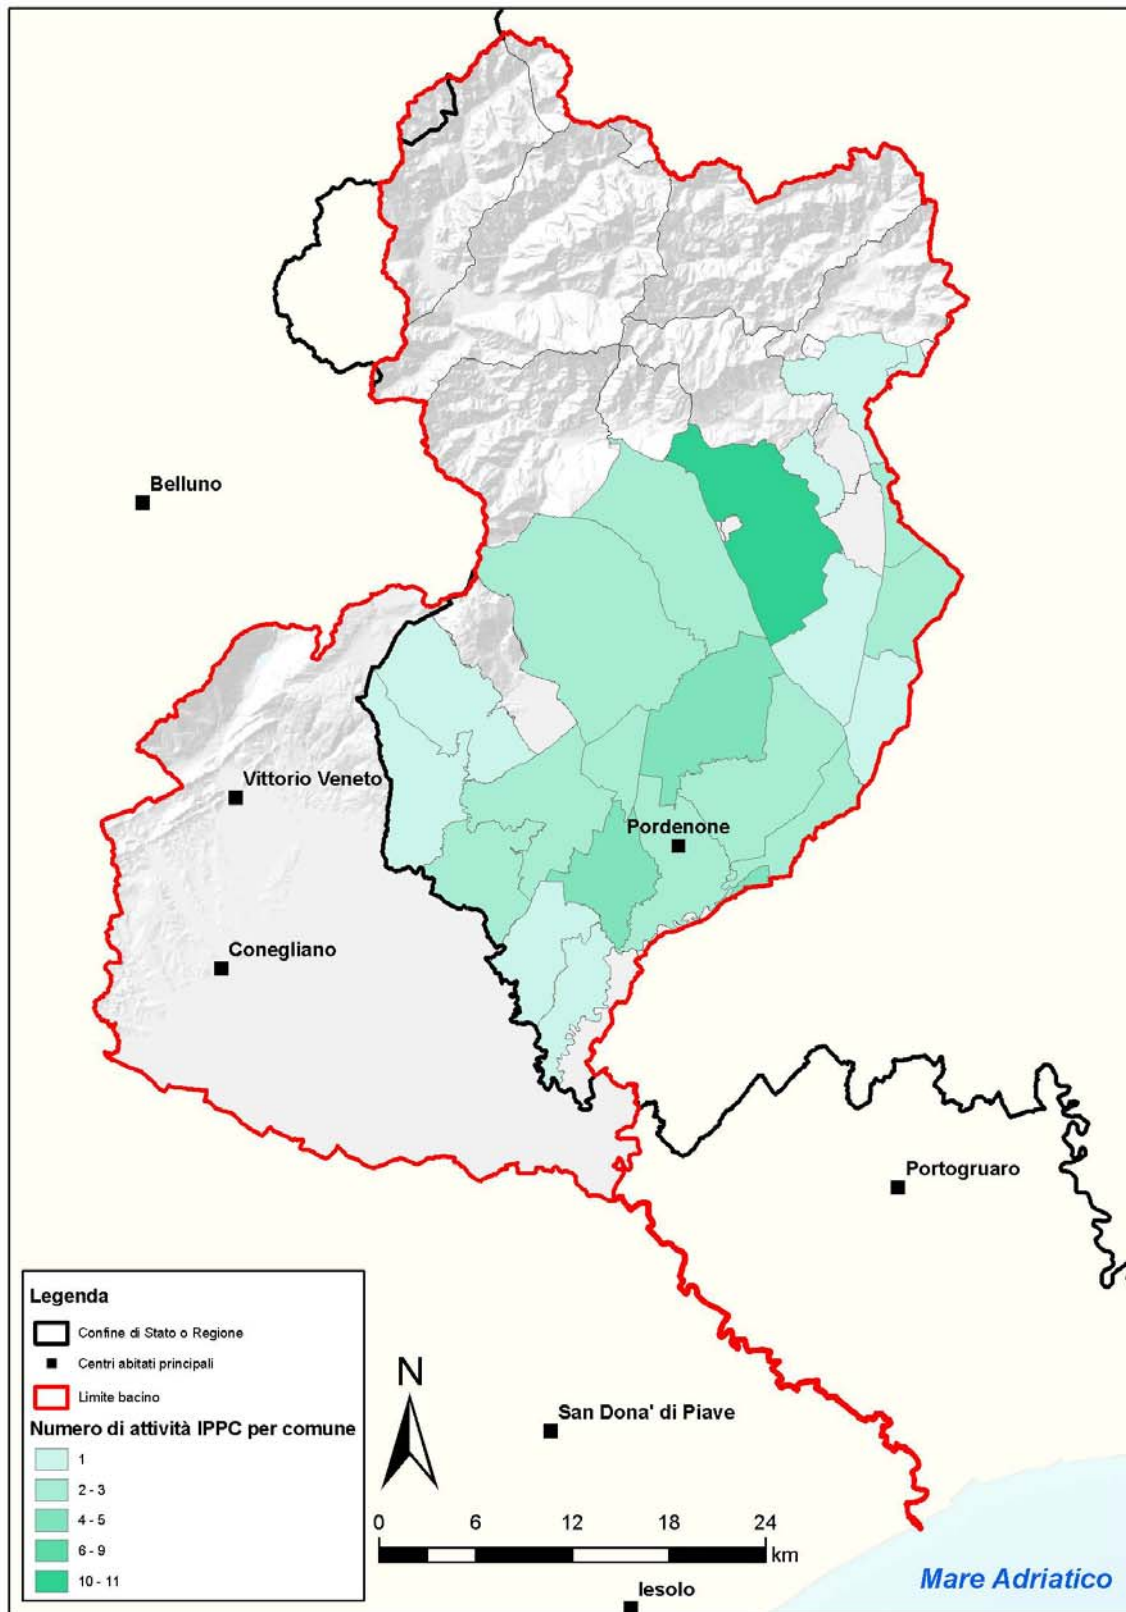 Belluno
Vittorio Veneto
Pordenone
Conegliano
Portogruaro
Legenda
Confine di Stato o Regione
Centri abitati principali
Limite bacino
Numero di attività IPPC per comune
1
2 - 3
4 - 5
6 - 9
10 - 11
N
San Dona' di Piave
0 6 12 18 24
km
Iesolo
Mare Adriatico